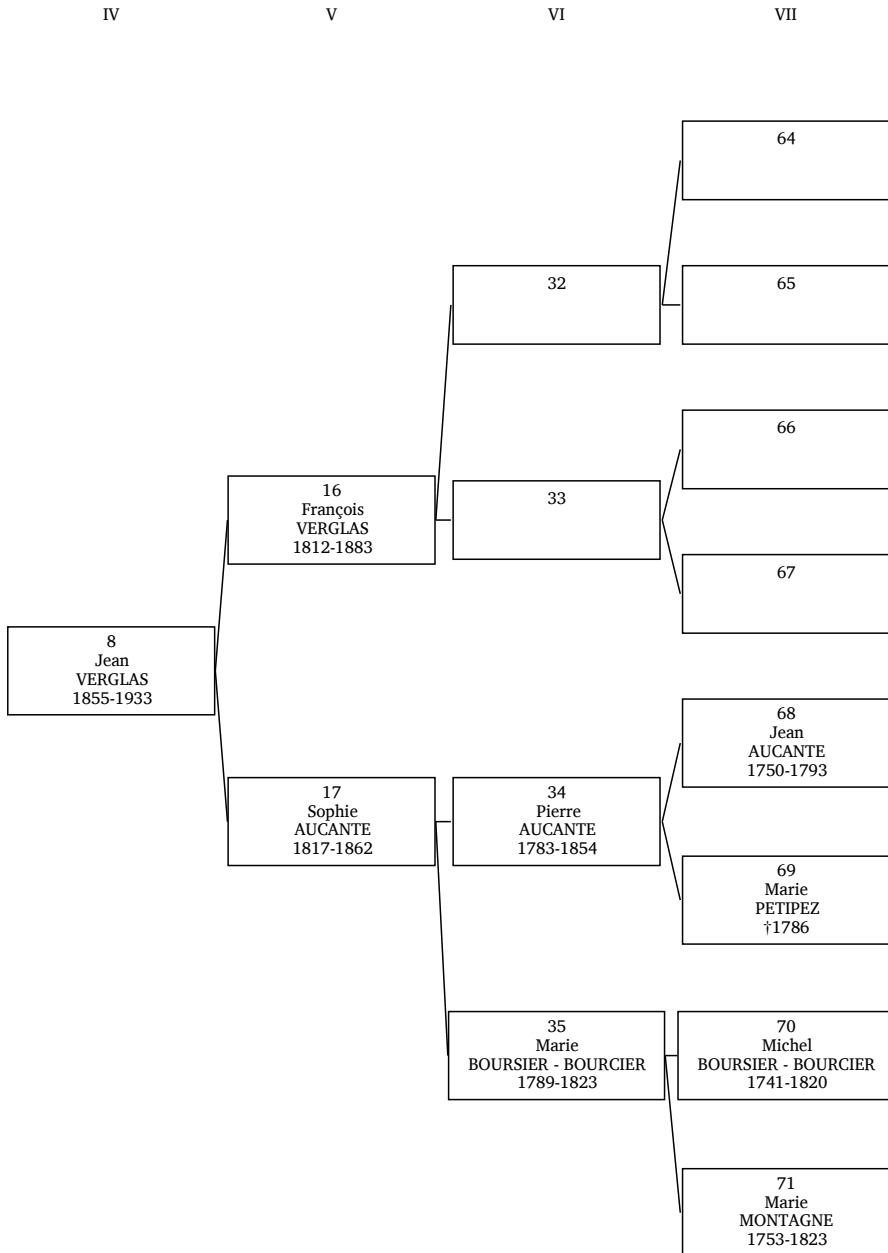 IV V VI VII
64
32
65
66
16
François
VERGLAS
1812-1883
33
67
8
Jean
VERGLAS
1855-1933
68
Jean
AUCANTE
1750-1793
17
Sophie
AUCANTE
1817-1862
34
Pierre
AUCANTE
1783-1854
69
Marie
PETIPEZ
†1786
35
Marie
BOURSIER - BOURCIER
1789-1823
70
Michel
BOURSIER - BOURCIER
1741-1820
71
Marie
MONTAGNE
1753-1823